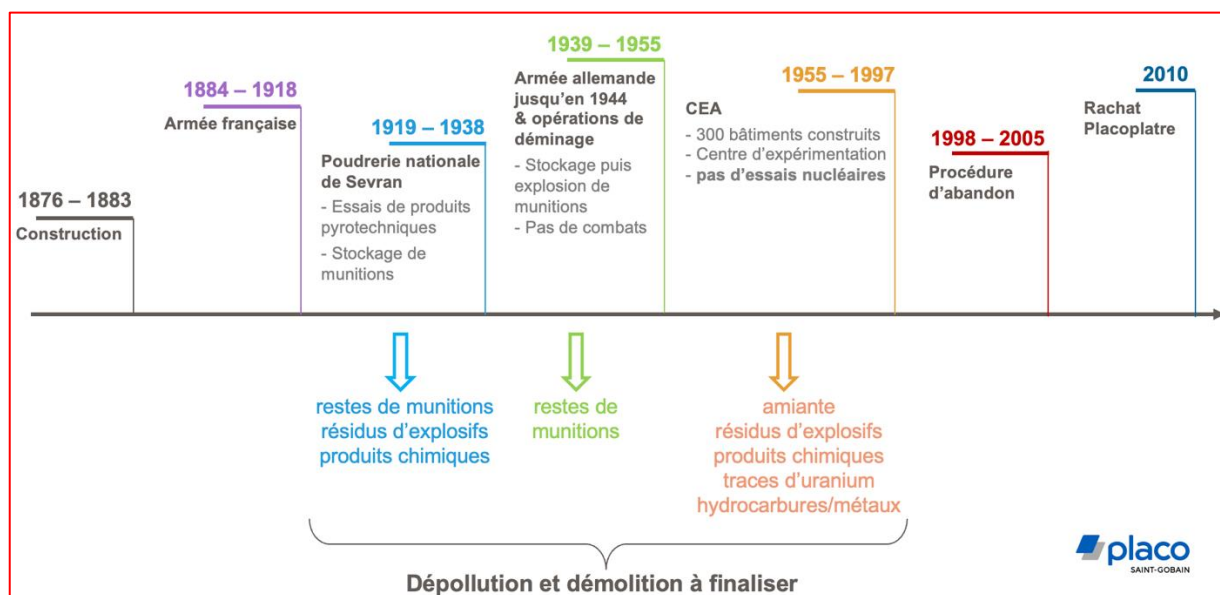 1876 – 1883
Construction
1884 – 1918
Armée française
1919 – 1938
Poudrerie nationale
de Sevran
- Essais de produits
pyrotechniques
- Stockage de
munitions
1939 – 1955
Armée allemande
jusqu'en 1944
& opérations de
déminage
- Stockage puis
explosion de
munitions
- Pas de combats
1955 – 1997
CEA
- 300 bâtiments construits
- Centre d'expérimentation
- pas d'essais nucléaires
1998 – 2005
Procédure
d'abandon
2010
Rachat
Placoplatre
restes de munitions
résidus d'explosifs
produits chimiques
restes de
munitions
amiante
résidus d'explosifs
produits chimiques
traces d'uranium
hydrocarbures/métaux
Dépollution et démolition à finaliser
placo
SAINT-GOBAIN